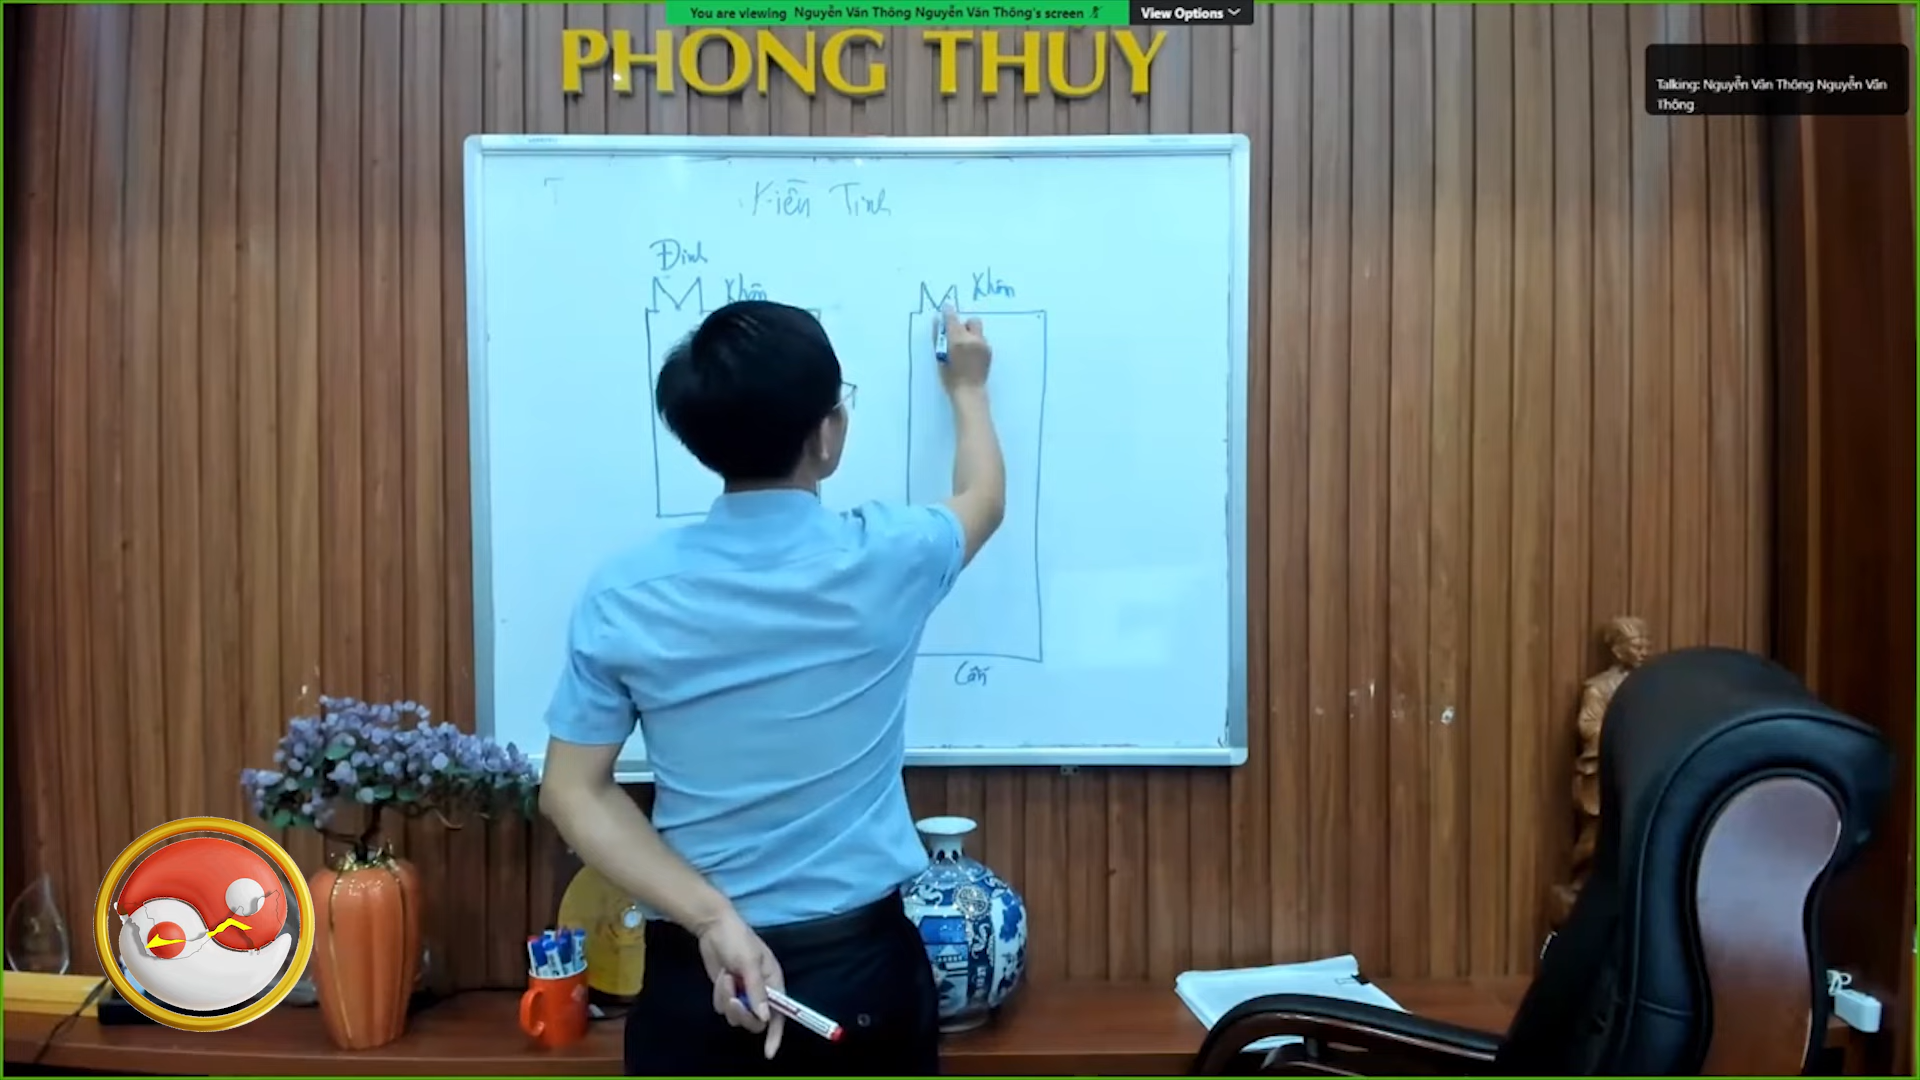 You are viewing Nguyễn Văn Thông Nguyễn Văn Thông's screen
View Options
Talking: Nguyễn Văn Thông Nguyễn Văn
Thông
PHONG THỦY
Kiến Tinh
Đinh
Khôn
Khôn
Cấn